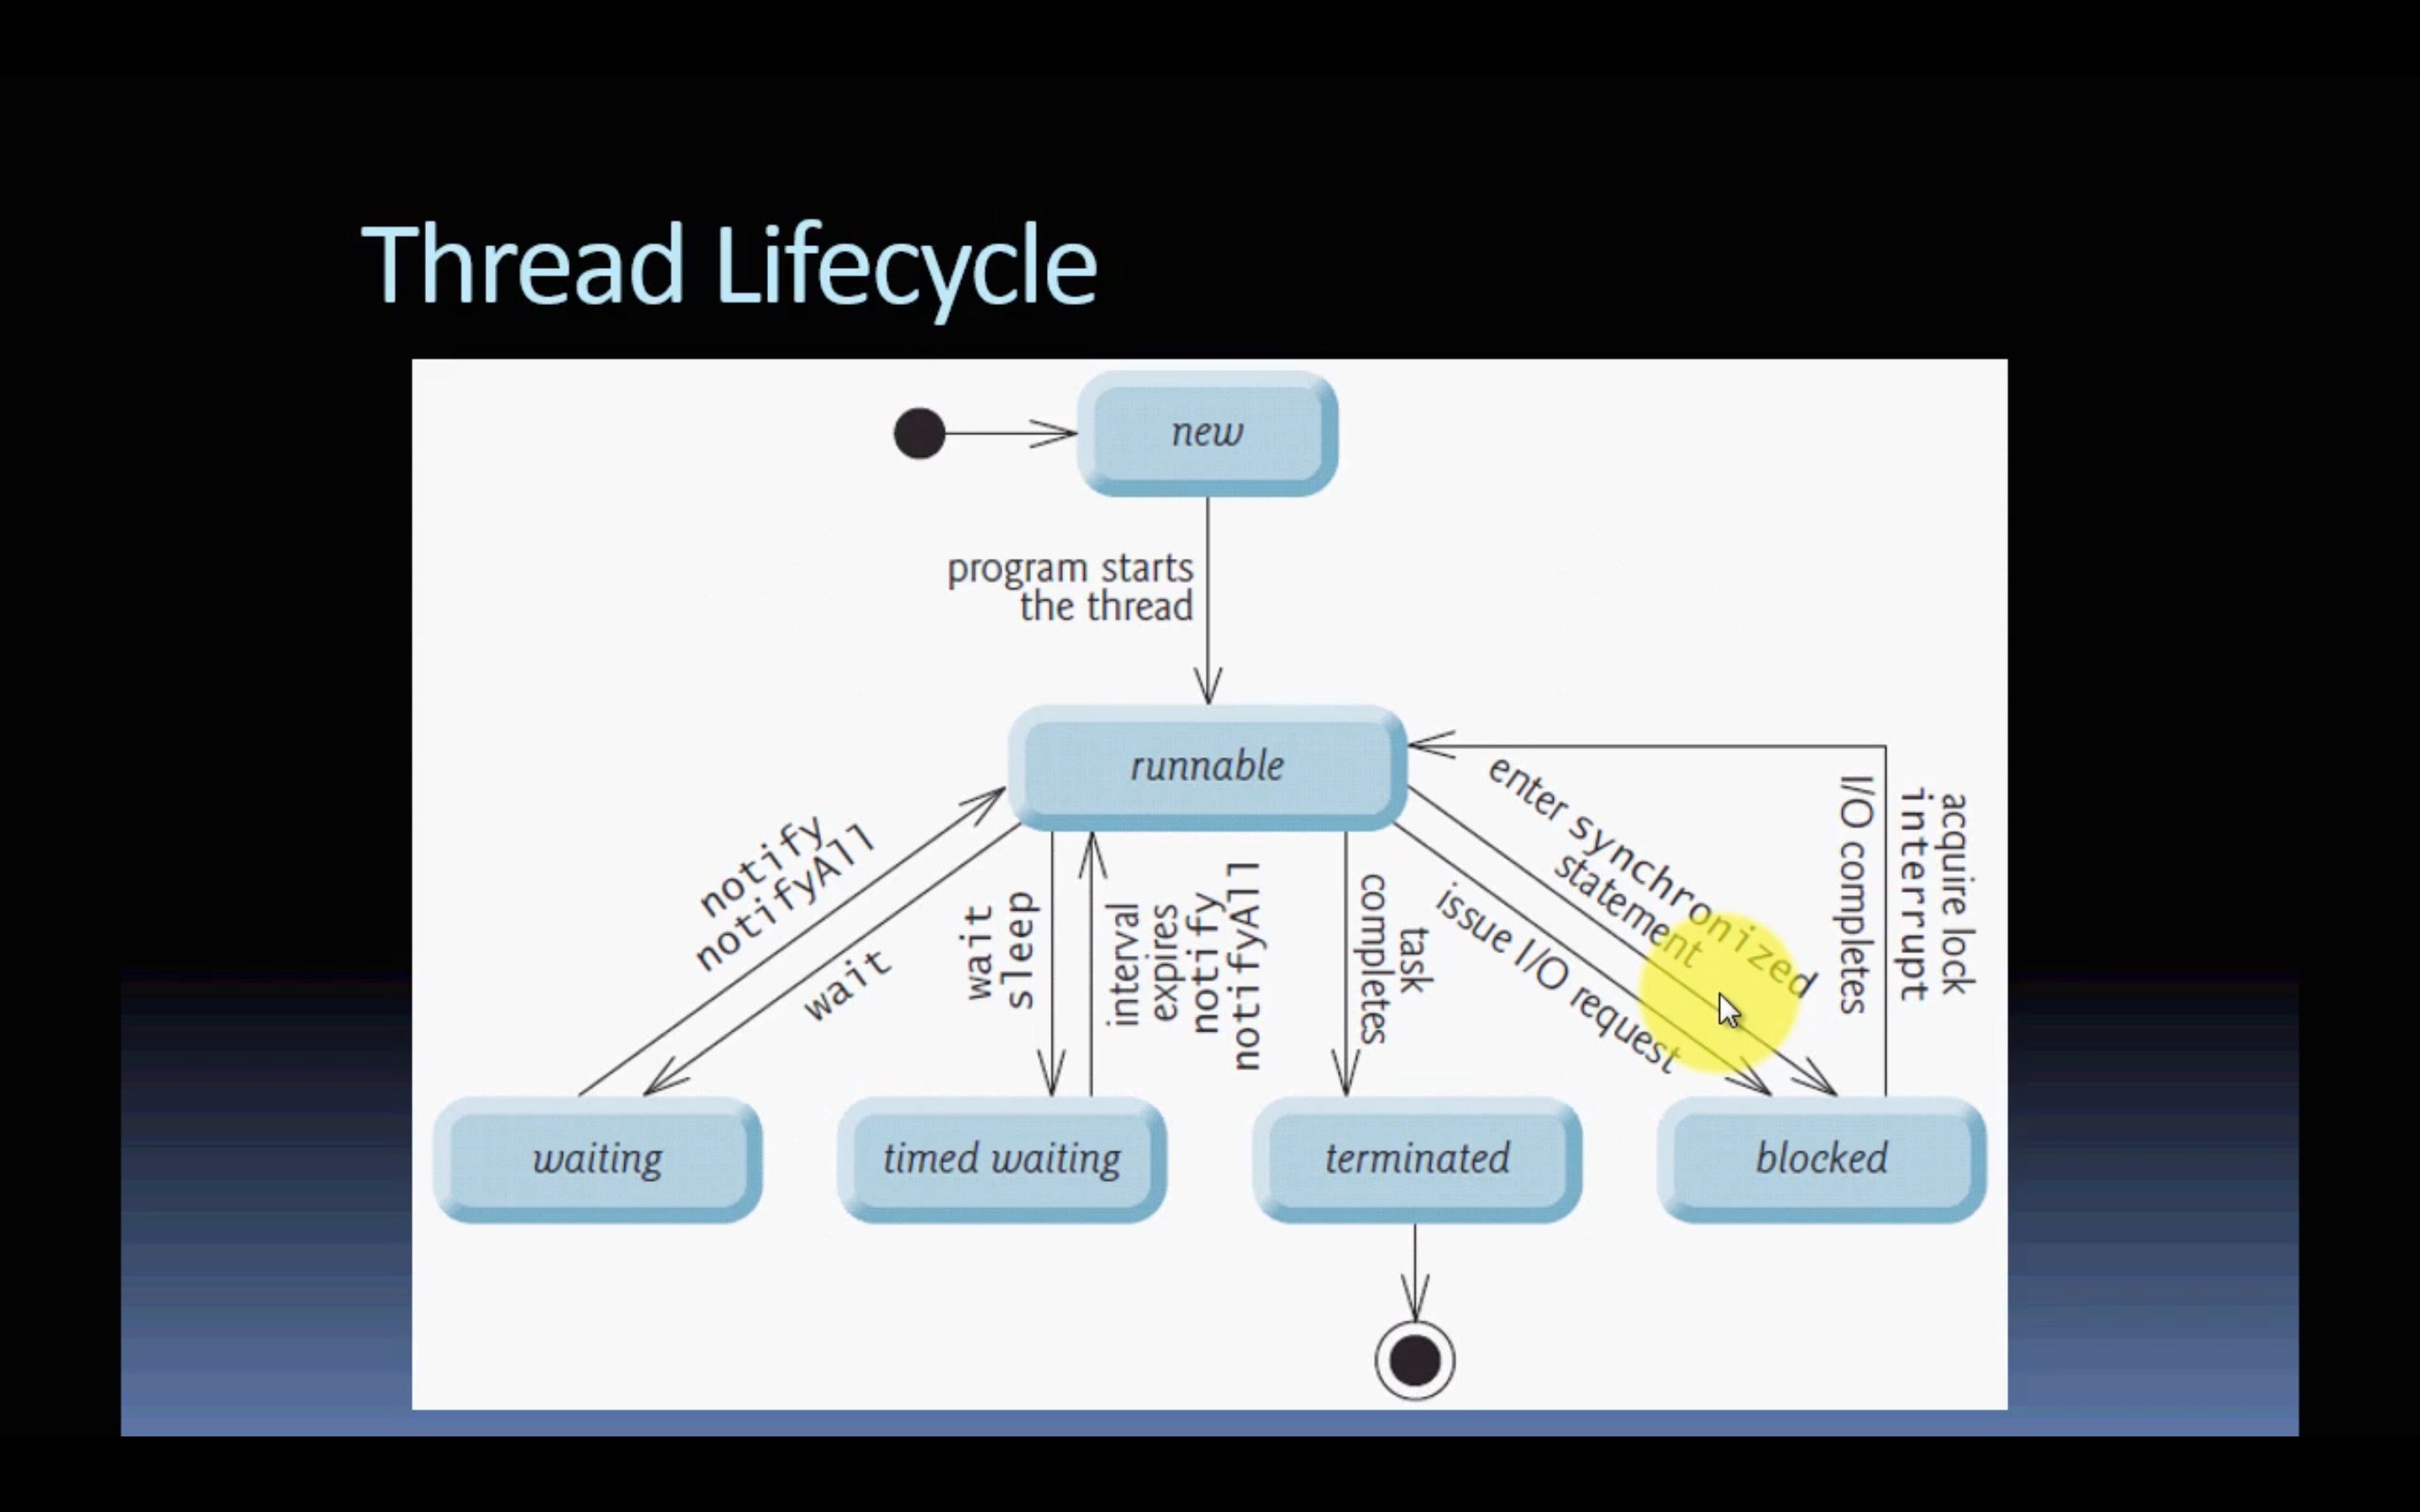 Thread Lifecycle
new
program starts
the thread
runnable
notify
notifyAll
wait
wait
sleep
interval
expires
notify
notifyAll
task
completes
issue I/O request
enter synchronized
statement
I/O completes
acquire lock
interrupt
waiting
timed waiting
terminated
blocked